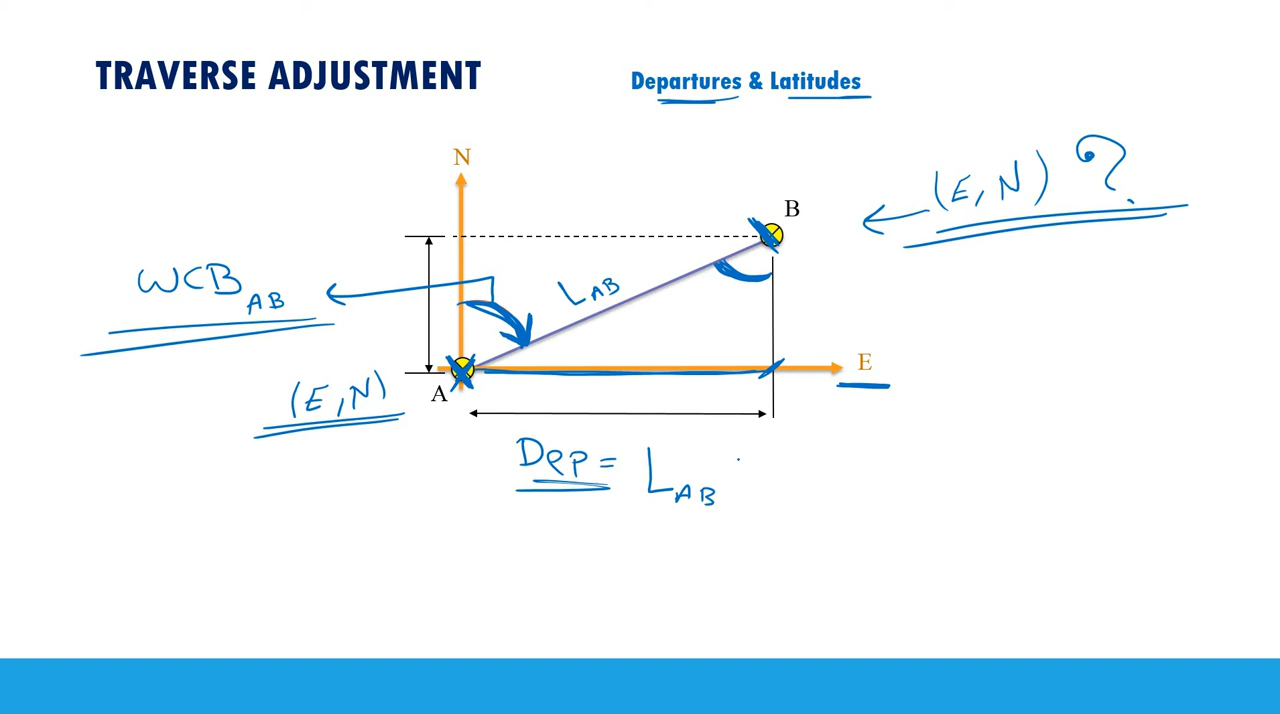 TRAVERSE ADJUSTMENT
Departures & Latitudes
N
(E, N) ?
B
WCB AB
L AB
E
A
(E, N)
Dep = L AB